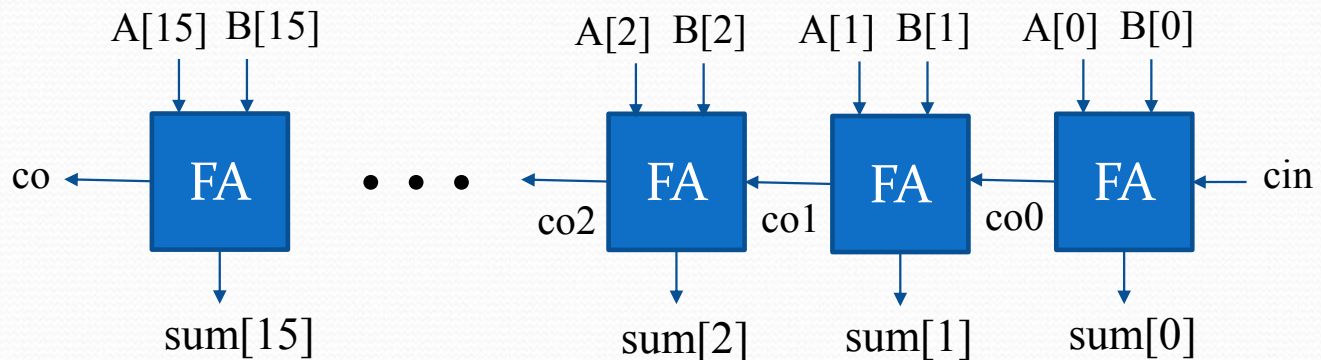 A[15] B[15] A[2] B[2] A[1] B[1] A[0] B[0]
co FA FA FA FA cin
co2 co1 co0
sum[15] sum[2] sum[1] sum[0]